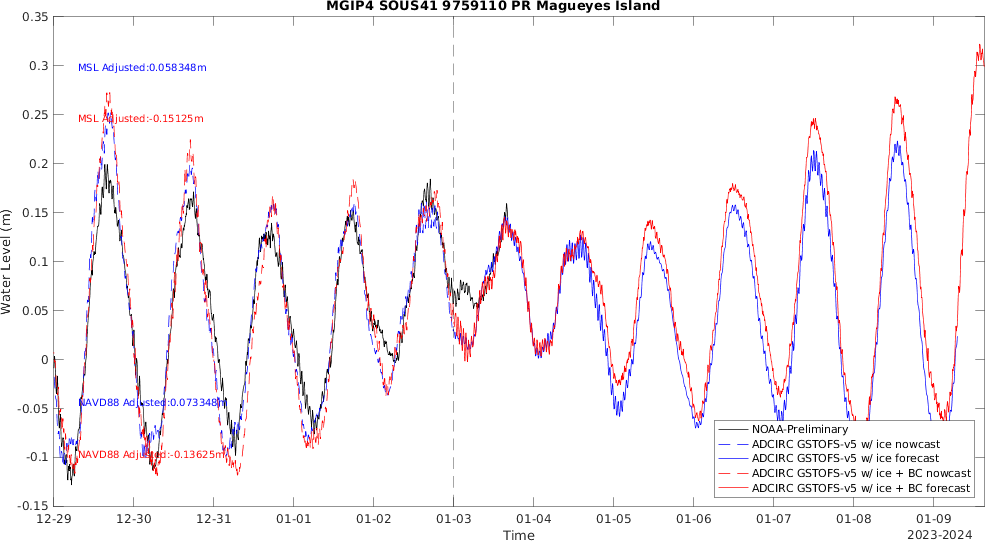 MGIP4 SOUS41 9759110 PR Magueyes Island
0.35
0.3
0.25
0.2
0.15
0.1
0.05
0
-0.05
-0.1
-0.15
Water Level (m)
MSL Adjusted:0.058348m
MSL Adjusted:-0.15125m
NAVD88 Adjusted:0.073348m
NAVD88 Adjusted:-0.13625m
NOAA-Preliminary
ADCIRC GSTOFS-v5 w/ ice nowcast
ADCIRC GSTOFS-v5 w/ ice forecast
ADCIRC GSTOFS-v5 w/ ice + BC nowcast
ADCIRC GSTOFS-v5 w/ ice + BC forecast
12-29 12-30 12-31 01-01 01-02 01-03 01-04 01-05 01-06 01-07 01-08 01-09
Time
2023-2024